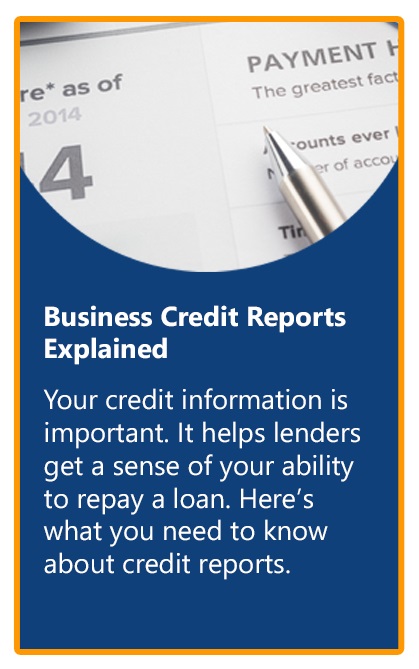 re* as of
2014
4
PAYMENT H
The greatest fact
counts ever
er of accou
Tin
Business Credit Reports
Explained
Your credit information is
important. It helps lenders
get a sense of your ability
to repay a loan. Here's
what you need to know
about credit reports.